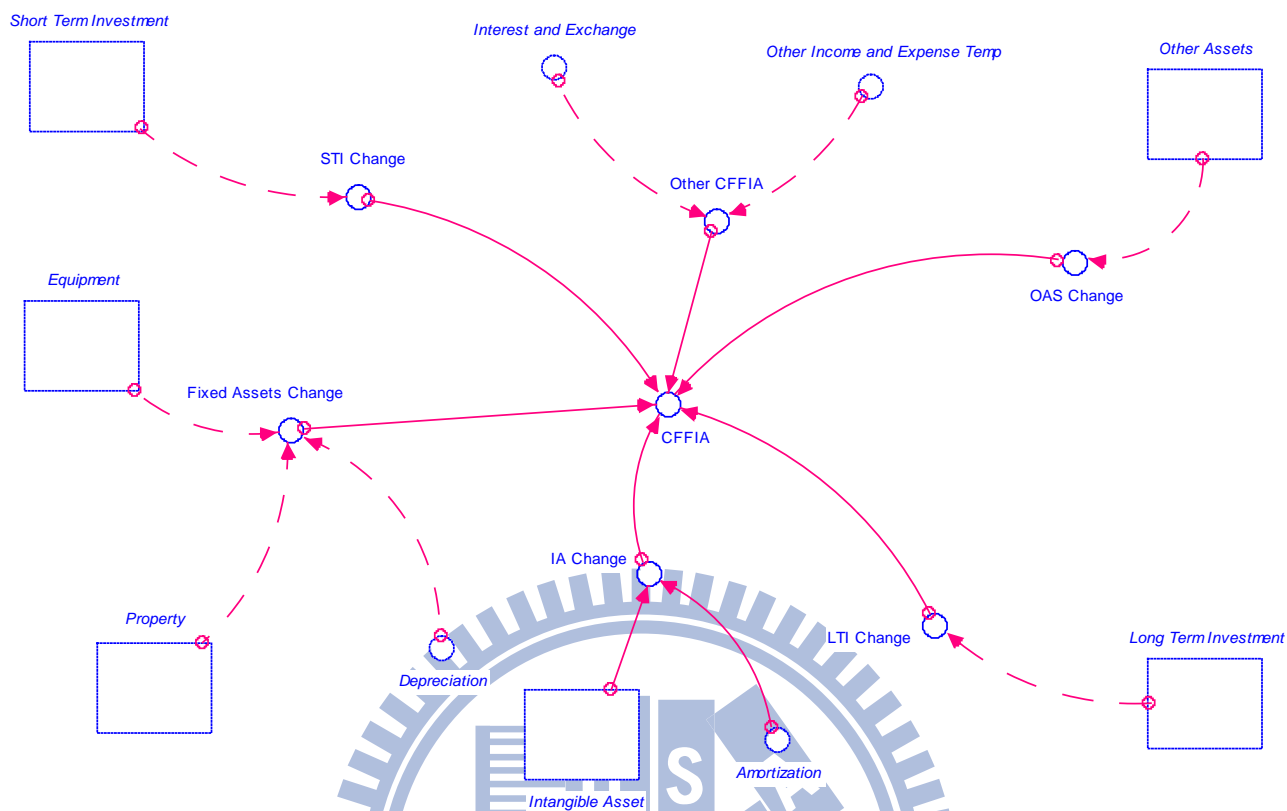 Short Term Investment
Interest and Exchange
Other Income and Expense Temp
Other Assets
STI Change
Other CFFIA
Equipment
OAS Change
Fixed Assets Change
CFFIA
IA Change
Property
LTI Change
Long Term Investment
Depreciation
S
Amortization
Intangible Asset